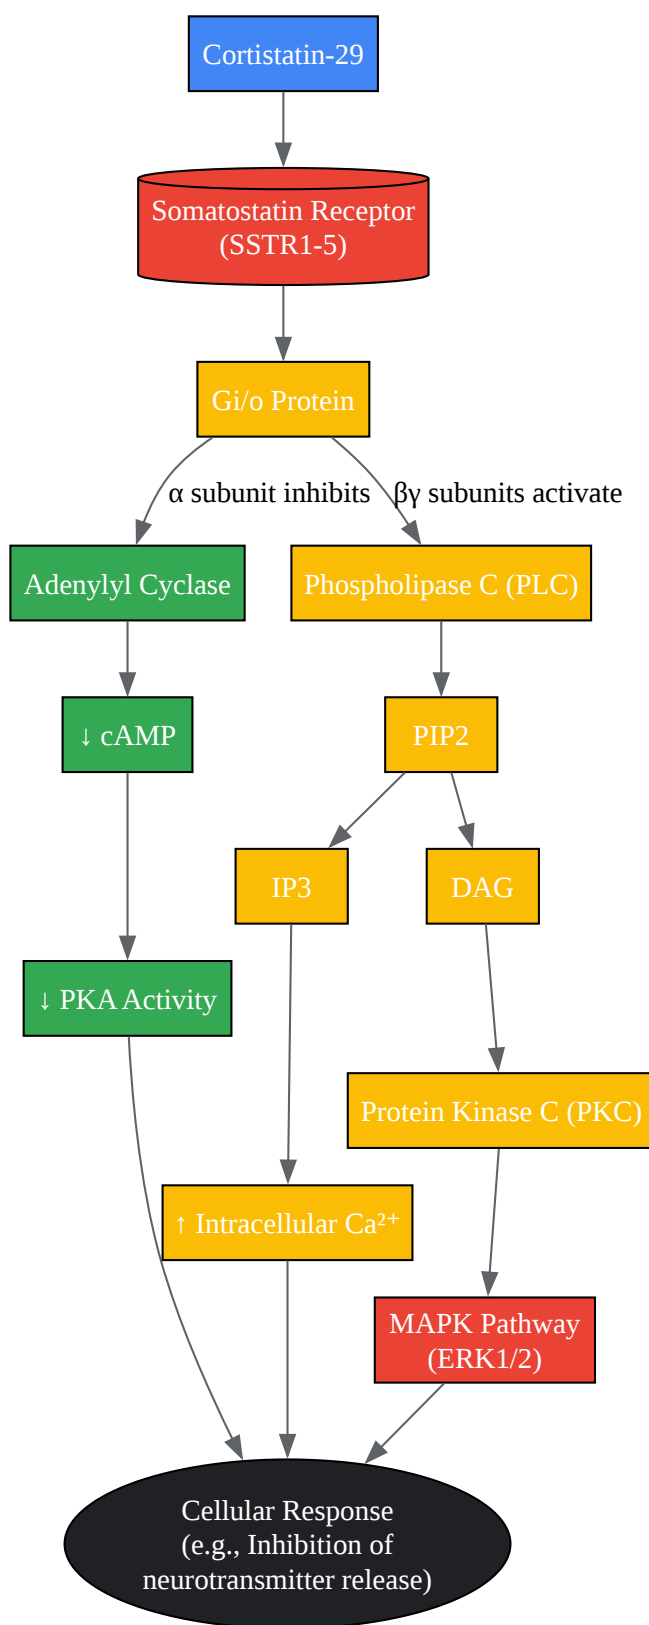 Cortistatin-29
Somatostatin Receptor
(SSTR1-5)
Gi/o Protein
α subunit inhibits
βγ subunits activate
Adenylyl Cyclase
Phospholipase C (PLC)
↓ cAMP
PIP2
IP3
DAG
↓ PKA Activity
Protein Kinase C (PKC)
↑ Intracellular Ca²⁺
MAPK Pathway
(ERK1/2)
Cellular Response
(e.g., Inhibition of
neurotransmitter release)